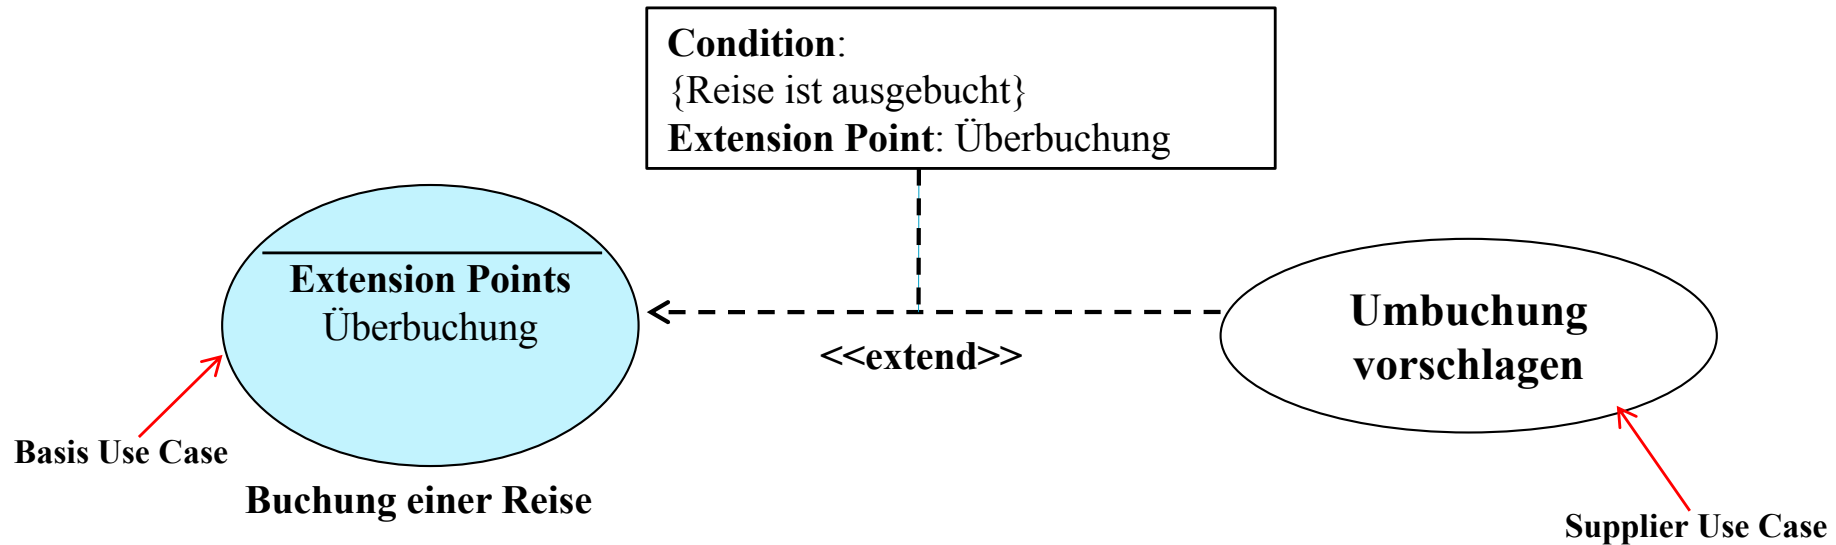 Condition:
{Reise ist ausgebucht}
Extension Point: Überbuchung
Extension Points
Überbuchung
<<extend>>
Umbuchung
vorschlagen
Basis Use Case
Buchung einer Reise
Supplier Use Case